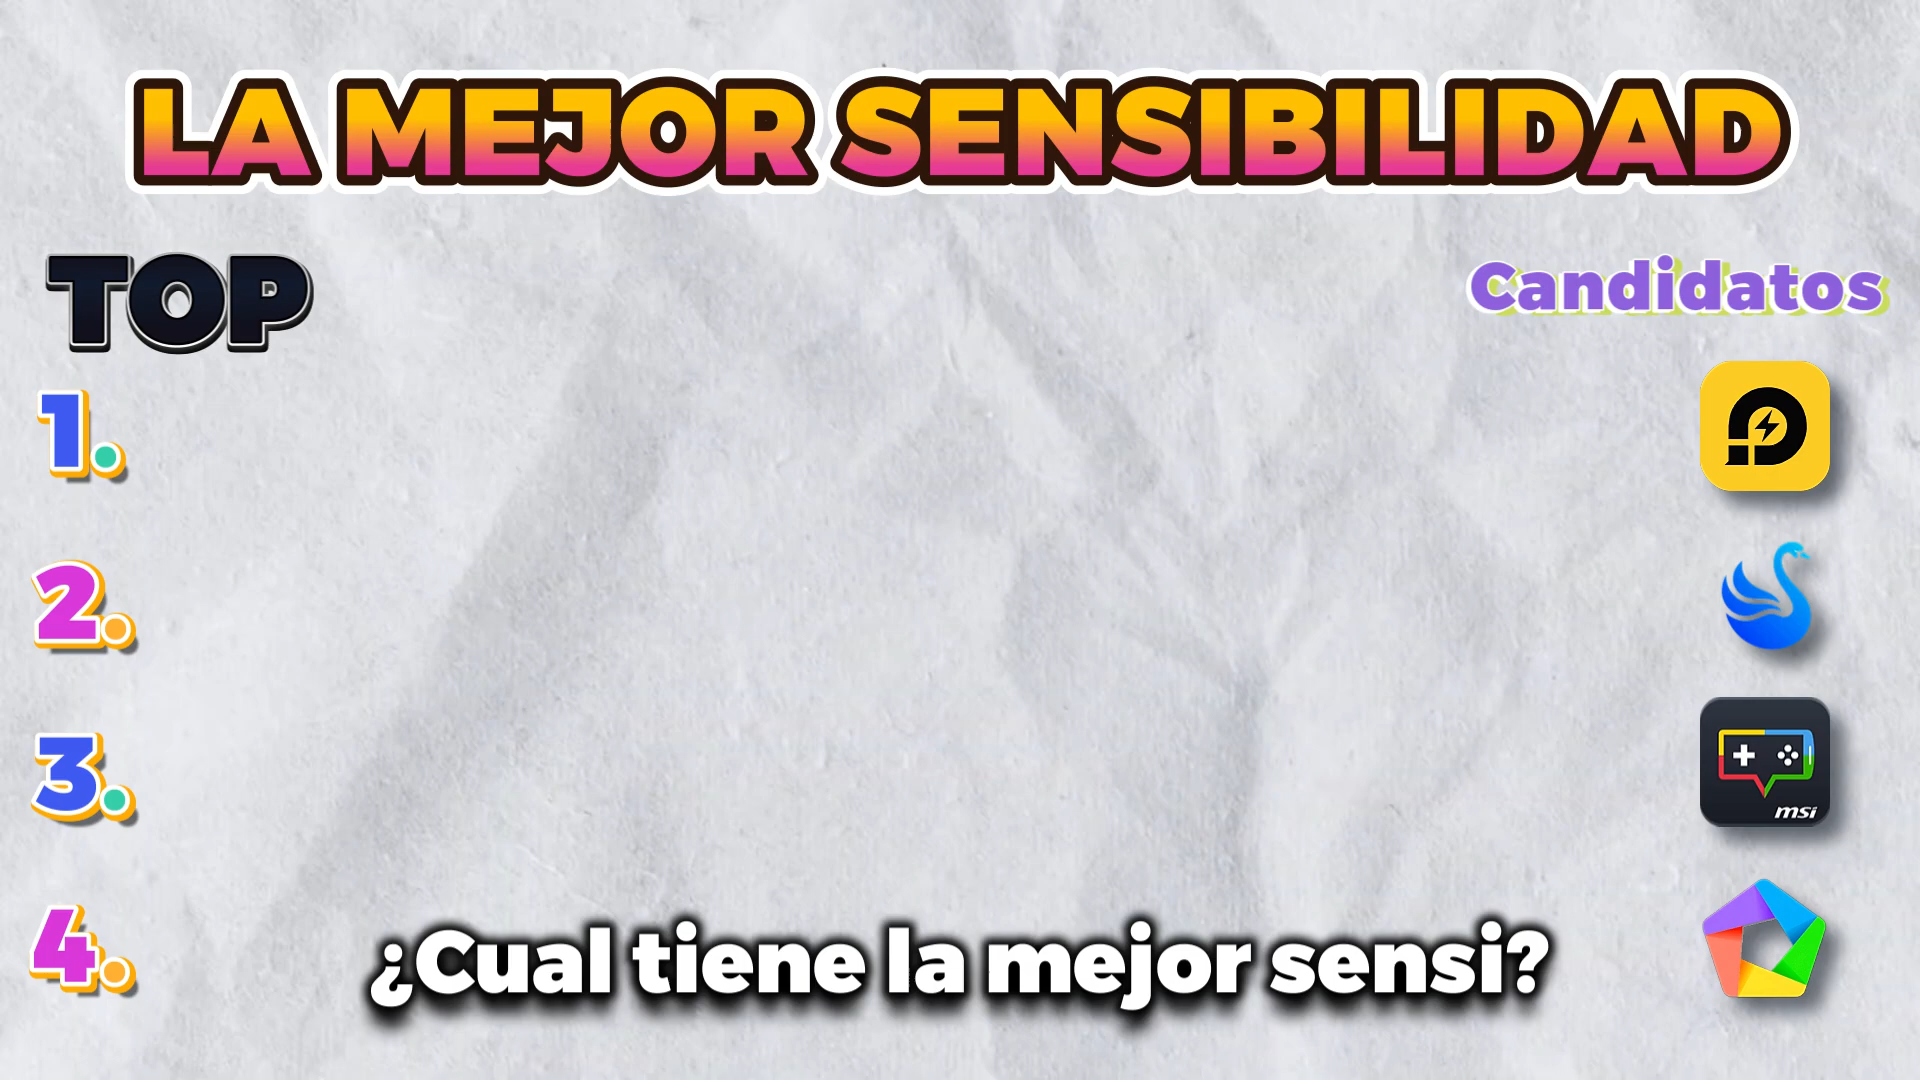 LA MEJOR SENSIBILIDAD
TOP
Candidatos
1.
2.
3.
msi
4.
¿Cual tiene la mejor sensi?